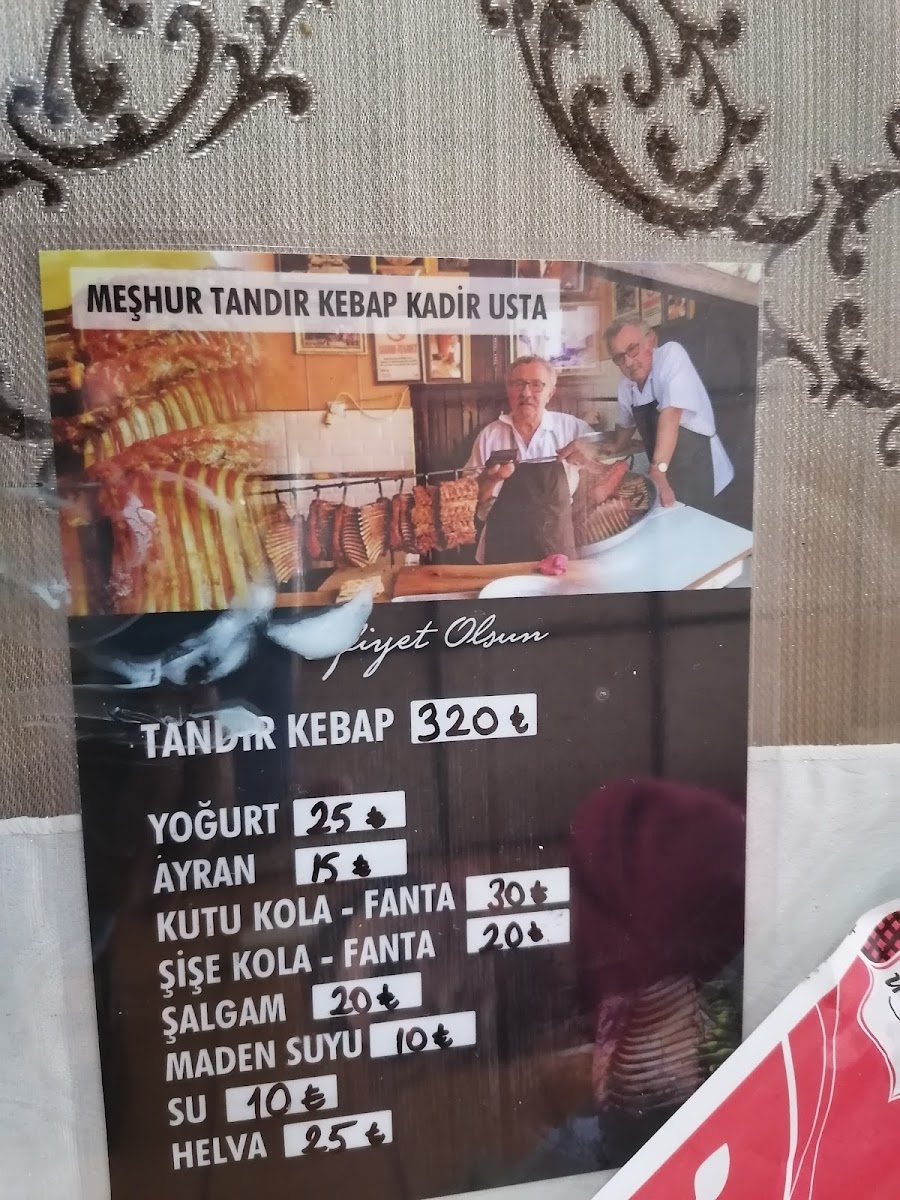 MEŞHUR TANDIR KEBAP KADİR USTA
Olsun
TANDIR KEBAP 320 ₺
YOĞURT 25 ₺
AYRAN 15 ₺
KUTU KOLA - FANTA 30 ₺
ŞİŞE KOLA - FANTA 20 ₺
ŞALGAM 20 ₺
MADEN SUYU 10 ₺
SU 10 ₺
HELVA 25 ₺